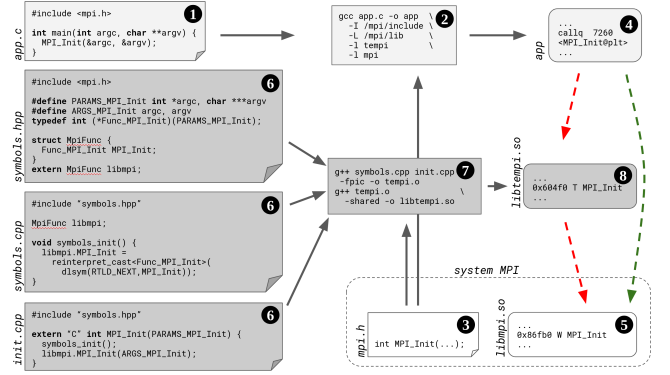 app.c
1
#include <mpi.h>
int main(int argc, char **argv) {
MPI_Init(&argc, &argv);
}
2
gcc app.c -o app \
-I /mpi/include \
-L /mpi/lib \
-l tempi \
-l mpi
app
4
...
callq 7260
<MPI_Init@plt>
...
symbols.hpp
6
#include <mpi.h>
#define PARAMS_MPI_Init int *argc, char ***argv
#define ARGS_MPI_Init argc, argv
typedef int (*Func_MPI_Init)(PARAMS_MPI_Init);
struct MpiFunc {
Func_MPI_Init MPI_Init;
}
extern MpiFunc libmpi;
symbols.cpp
6
#include "symbols.hpp"
MpiFunc libmpi;
void symbols_init() {
libmpi.MPI_Init =
reinterpret_cast<Func_MPI_Init>(
dlsym(RTLD_NEXT,MPI_Init));
}
init.cpp
6
#include "symbols.hpp"
extern "C" int MPI_Init(PARAMS_MPI_Init) {
symbols_init();
libmpi.MPI_Init(ARGS_MPI_Init);
}
7
g++ symbols.cpp init.cpp
-fpic -o tempi.o
g++ tempi.o \
-shared -o libtempi.so
libtempi.so
8
...
0x604f0 T MPI_Init
...
system MPI
mpi.h
3
int MPI_Init(...);
libmpi.so
5
...
0x86fb0 W MPI_Init
...